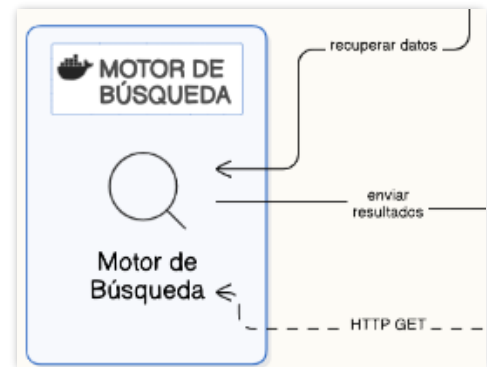 recuperar datos
MOTOR DE
BÚSQUEDA
enviar
resultados
Motor de
Búsqueda
HTTP GET